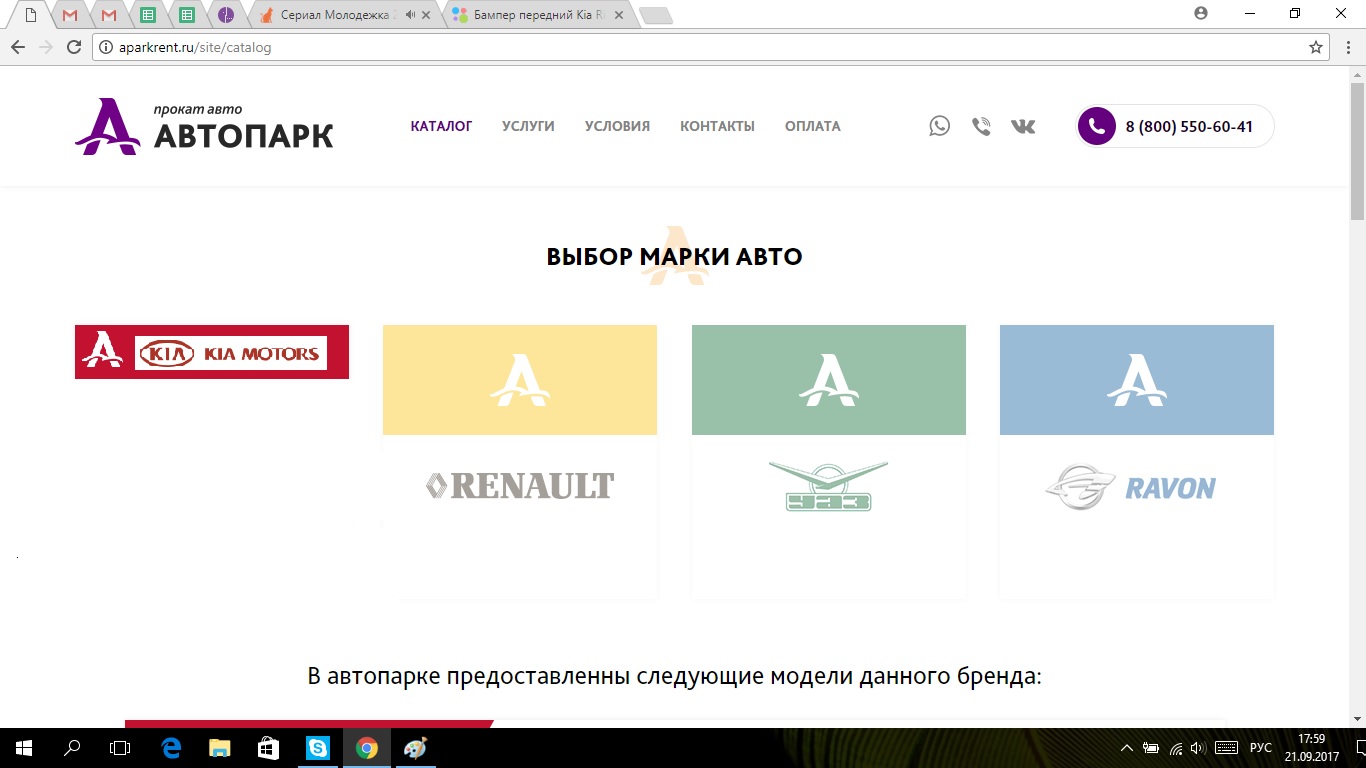 Сериал Молодежка 2
Бампер передний Kia R
aparkrent.ru/site/catalog
прокат авто
АВТОПАРК
КАТАЛОГ
УСЛУГИ
УСЛОВИЯ
КОНТАКТЫ
ОПЛАТА
8 (800) 550-60-41
ВЫБОР МАРКИ АВТО
KIA KIA MOTORS
RENAULT
УАЗ
RAVON
В автопарке предоставленны следующие модели данного бренда:
РУС
17:59
21.09.2017